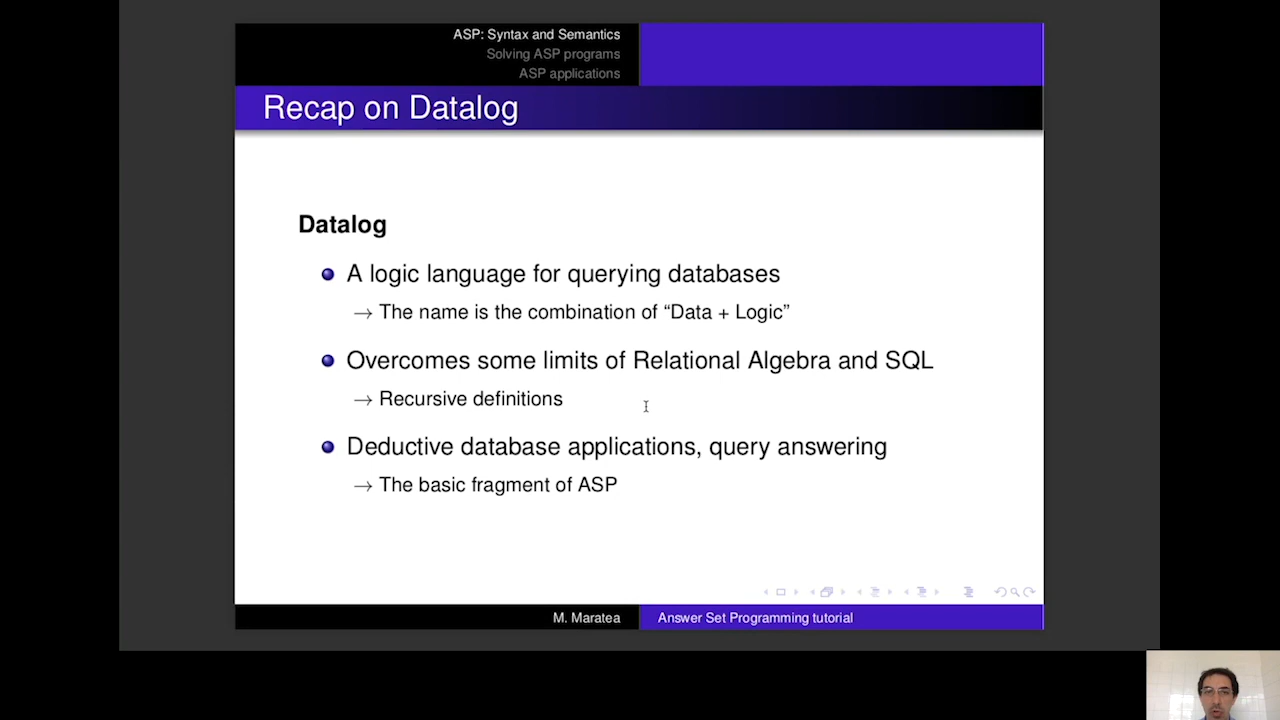 ASP: Syntax and Semantics
Solving ASP programs
ASP applications
Recap on Datalog
Datalog
A logic language for querying databases
→ The name is the combination of “Data + Logic”
Overcomes some limits of Relational Algebra and SQL
→ Recursive definitions
Deductive database applications, query answering
→ The basic fragment of ASP
M. Maratea
Answer Set Programming tutorial